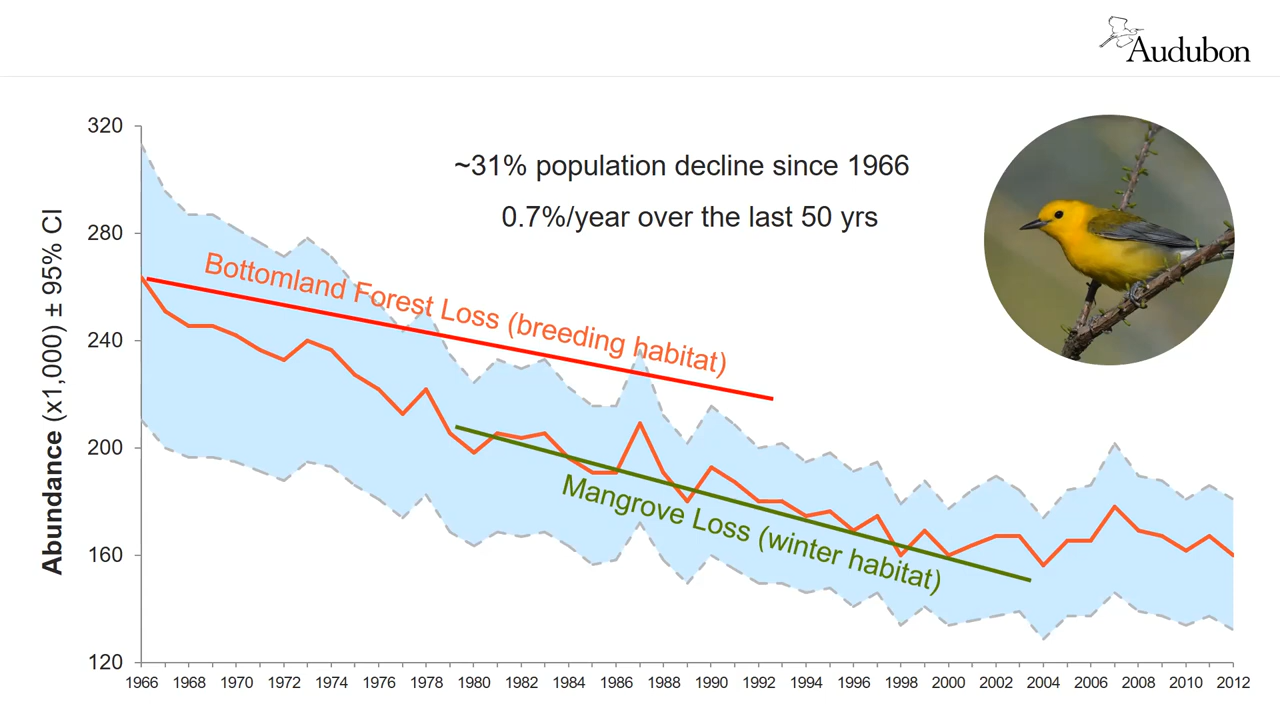 Audubon
~31% population decline since 1966
0.7%/year over the last 50 yrs
Abundance (x1,000) ± 95% CI
320
280
240
200
160
120
Bottomland Forest Loss (breeding habitat)
Mangrove Loss (winter habitat)
1966 1968 1970 1972 1974 1976 1978 1980 1982 1984 1986 1988 1990 1992 1994 1996 1998 2000 2002 2004 2006 2008 2010 2012